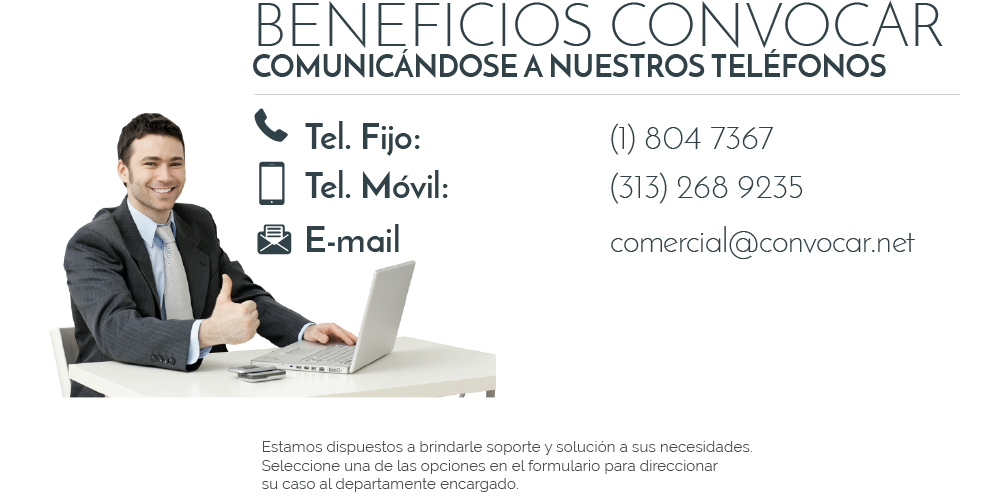 BENEFICIOS CONVOCAR
COMUNICÁNDOSE A NUESTROS TELÉFONOS
Tel. Fijo: (1) 804 7367
Tel. Móvil: (313) 268 9235
E-mail comercial@convocar.net
Estamos dispuestos a brindarle soporte y solución a sus necesidades.
Seleccione una de las opciones en el formulario para direccionar
su caso al departamente encargado.